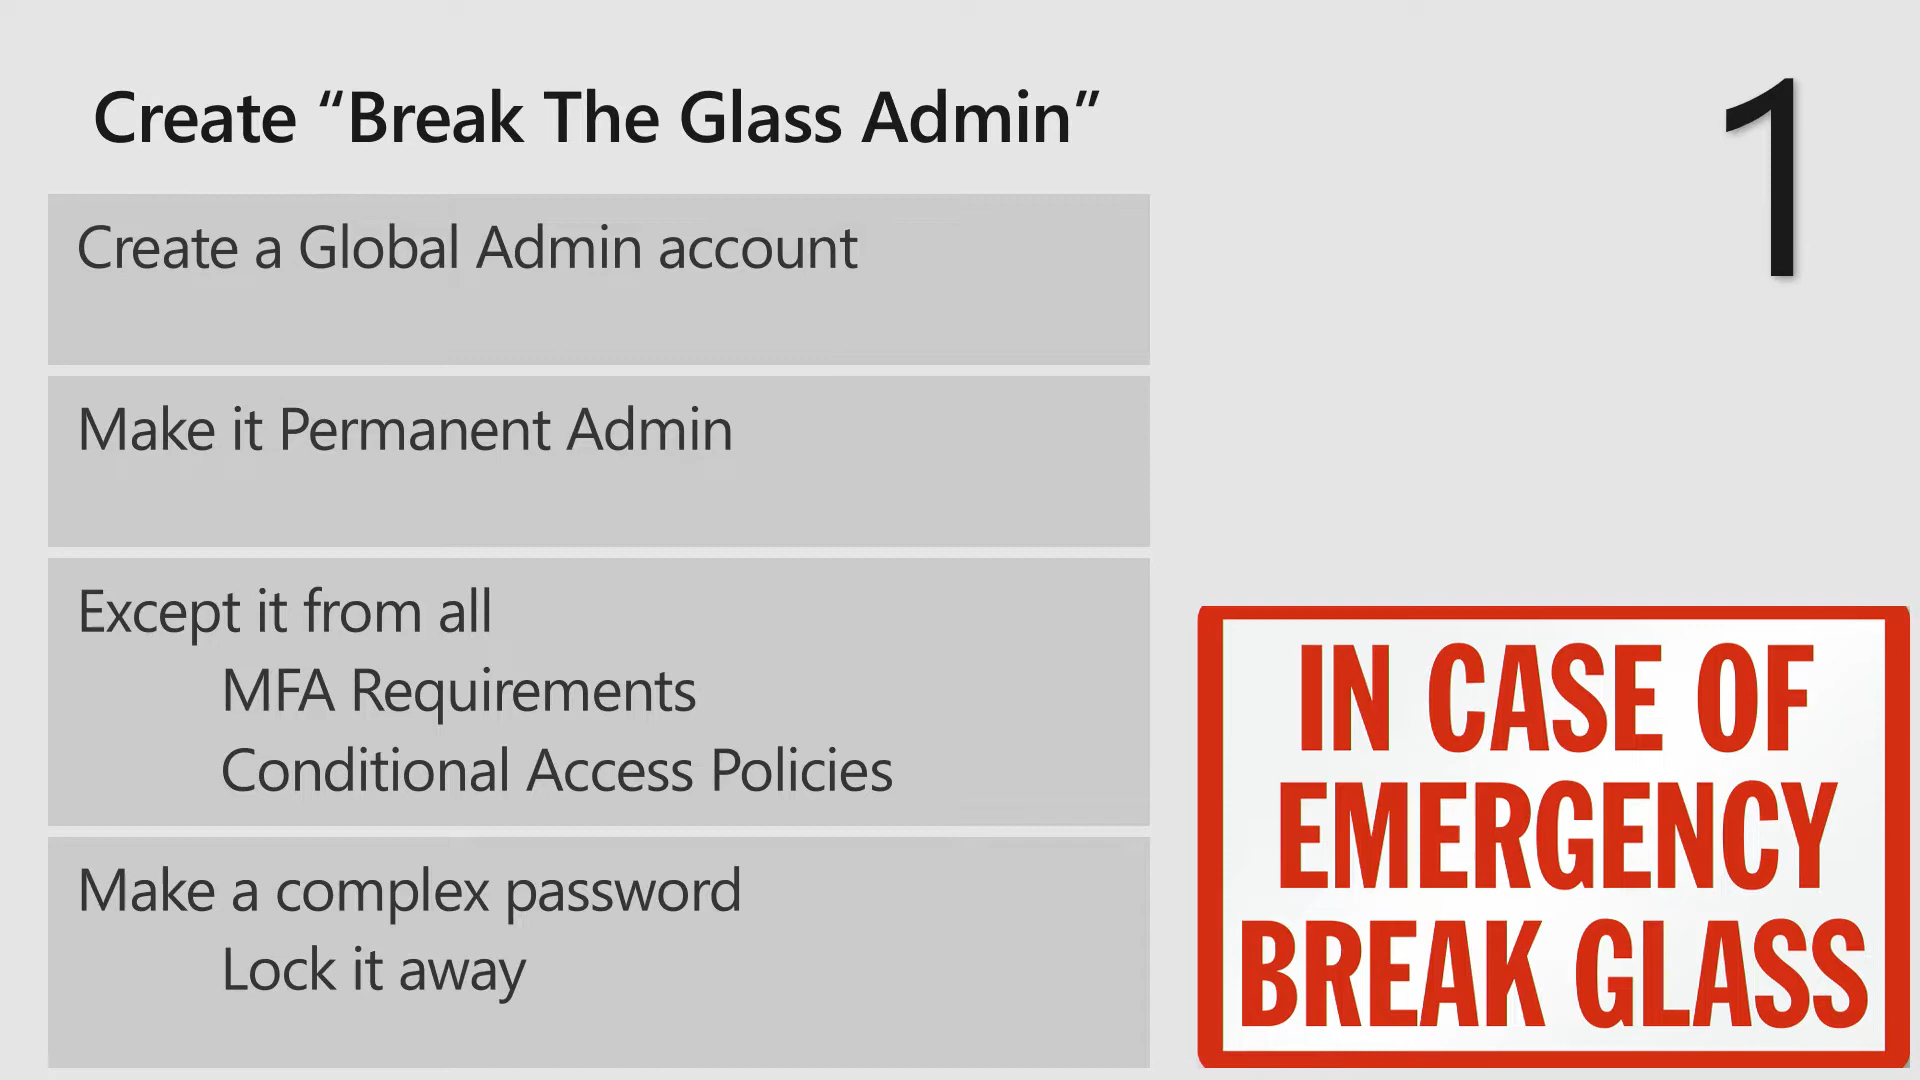 Create “Break The Glass Admin”
1
Create a Global Admin account
Make it Permanent Admin
Except it from all
MFA Requirements
Conditional Access Policies
Make a complex password
Lock it away
IN CASE OF
EMERGENCY
BREAK GLASS